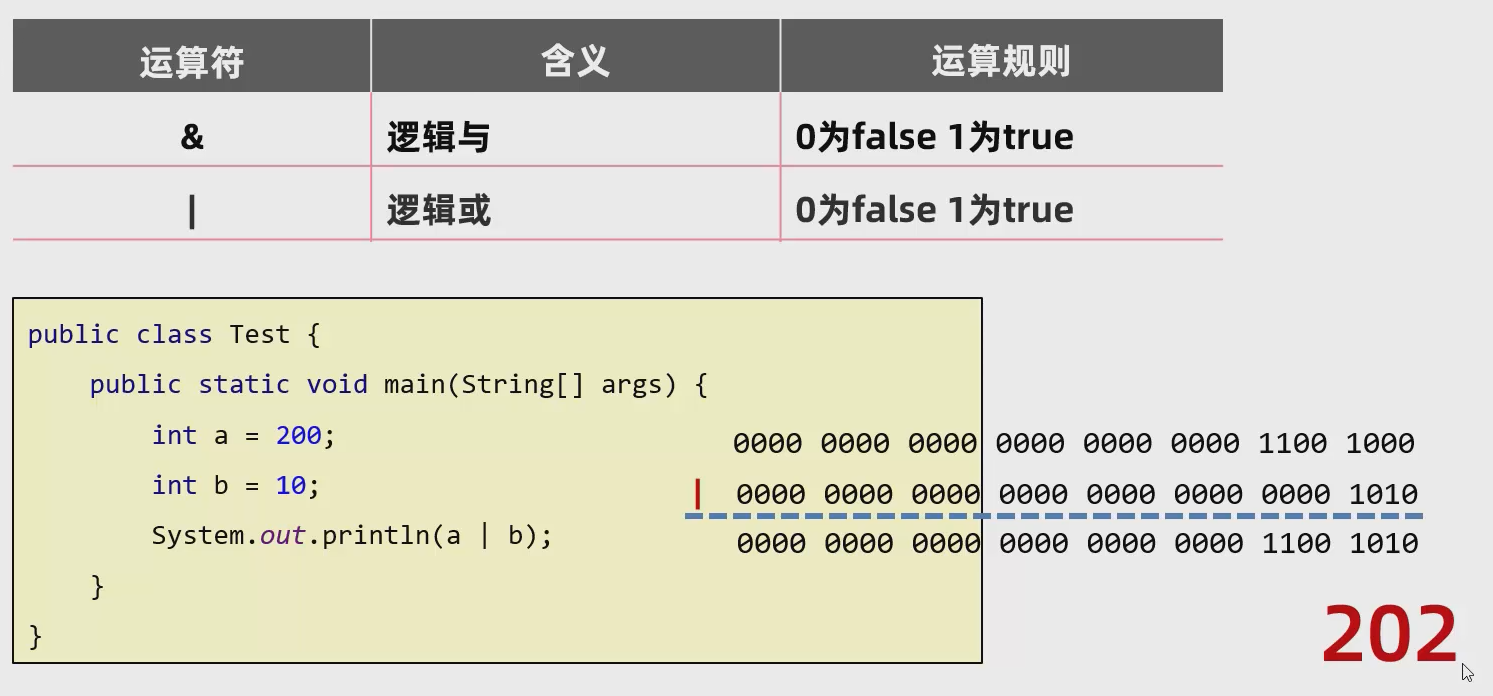 运算符 含义 运算规则
& 逻辑与 0为false 1为true
| 逻辑或 0为false 1为true
public class Test {
public static void main(String[] args) {
int a = 200;
0000 0000 0000 0000 0000 0000 1100 1000
int b = 10;
| 0000 0000 0000 0000 0000 0000 0000 1010
System.out.println(a | b);
0000 0000 0000 0000 0000 0000 1100 1010
}
}
202